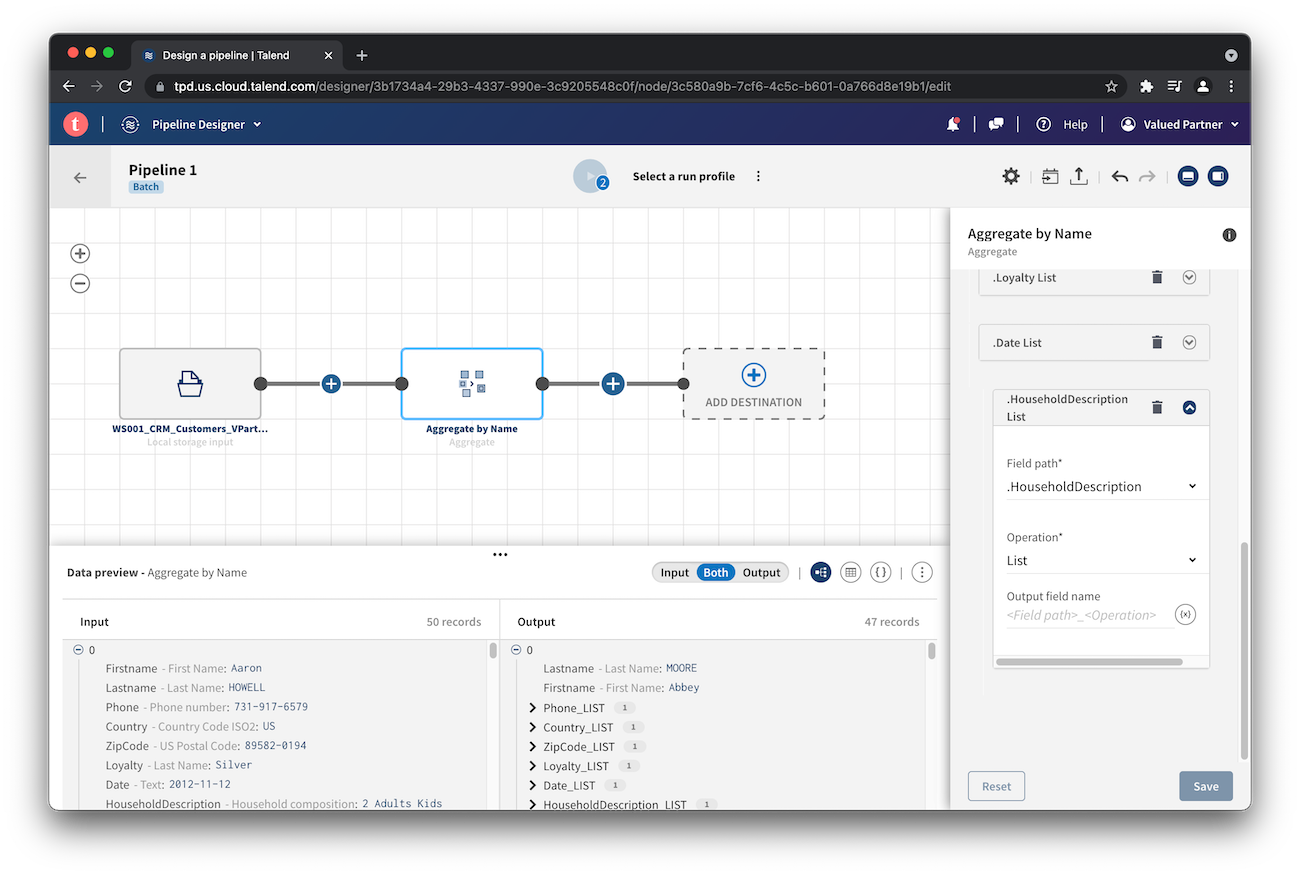 Design a pipeline | Talend
tpd.us.cloud.talend.com/designer/3b1734a4-29b3-4337-990e-3c9205548c0f/node/3c580a9b-7cf6-4c5c-b601-0a766d8e19b1/edit
t
Pipeline Designer
Help
Valued Partner
Pipeline 1
Batch
2
Select a run profile
WS001_CRM_Customers_VPart...
Local storage input
Aggregate by Name
Aggregate
ADD DESTINATION
Aggregate by Name
Aggregate
.Loyalty List
.Date List
.HouseholdDescription
List
Field path*
.HouseholdDescription
Operation*
List
Output field name
<Field path>_<Operation>
{x}
Reset
Save
Data preview - Aggregate by Name
Input Both Output
Input
50 records
0
Firstname - First Name: Aaron
Lastname - Last Name: HOWELL
Phone - Phone number: 731-917-6579
Country - Country Code ISO2: US
ZipCode - US Postal Code: 89582-0194
Loyalty - Last Name: Silver
Date - Text: 2012-11-12
HouseholdDescription - Household composition: 2 Adults Kids
Output
47 records
0
Lastname - Last Name: MOORE
Firstname - First Name: Abbey
Phone_LIST 1
Country_LIST 1
ZipCode_LIST 1
Loyalty_LIST 1
Date_LIST 1
HouseholdDescription_LIST 1